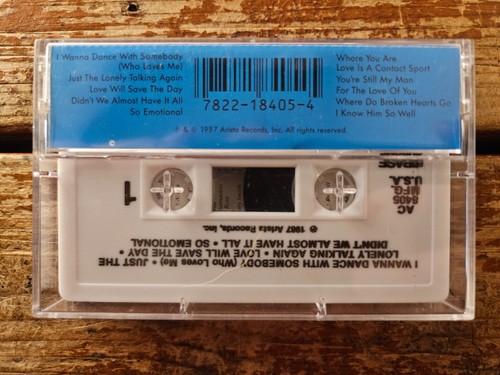 I Wanna Dance With Somebody
(Who Loves Me)
Just The Lonely Talking Again
Love Will Save The Day
Didn't We Almost Have It All
So Emotional
Where You Are
Love Is A Contact Sport
You're Still My Man
For The Love Of You
Where Do Broken Hearts Go
I Know Him So Well
7822-18405-4
℗ & © 1987 Arista Records, Inc. All rights reserved.
1
AC
8405
MFG.
U.S.A.
I WANNA DANCE WITH SOMEBODY (Who Loves Me) • JUST THE
LONELY TALKING AGAIN • LOVE WILL SAVE THE DAY •
DIDN'T WE ALMOST HAVE IT ALL • SO EMOTIONAL
℗ 1987 Arista Records, Inc.